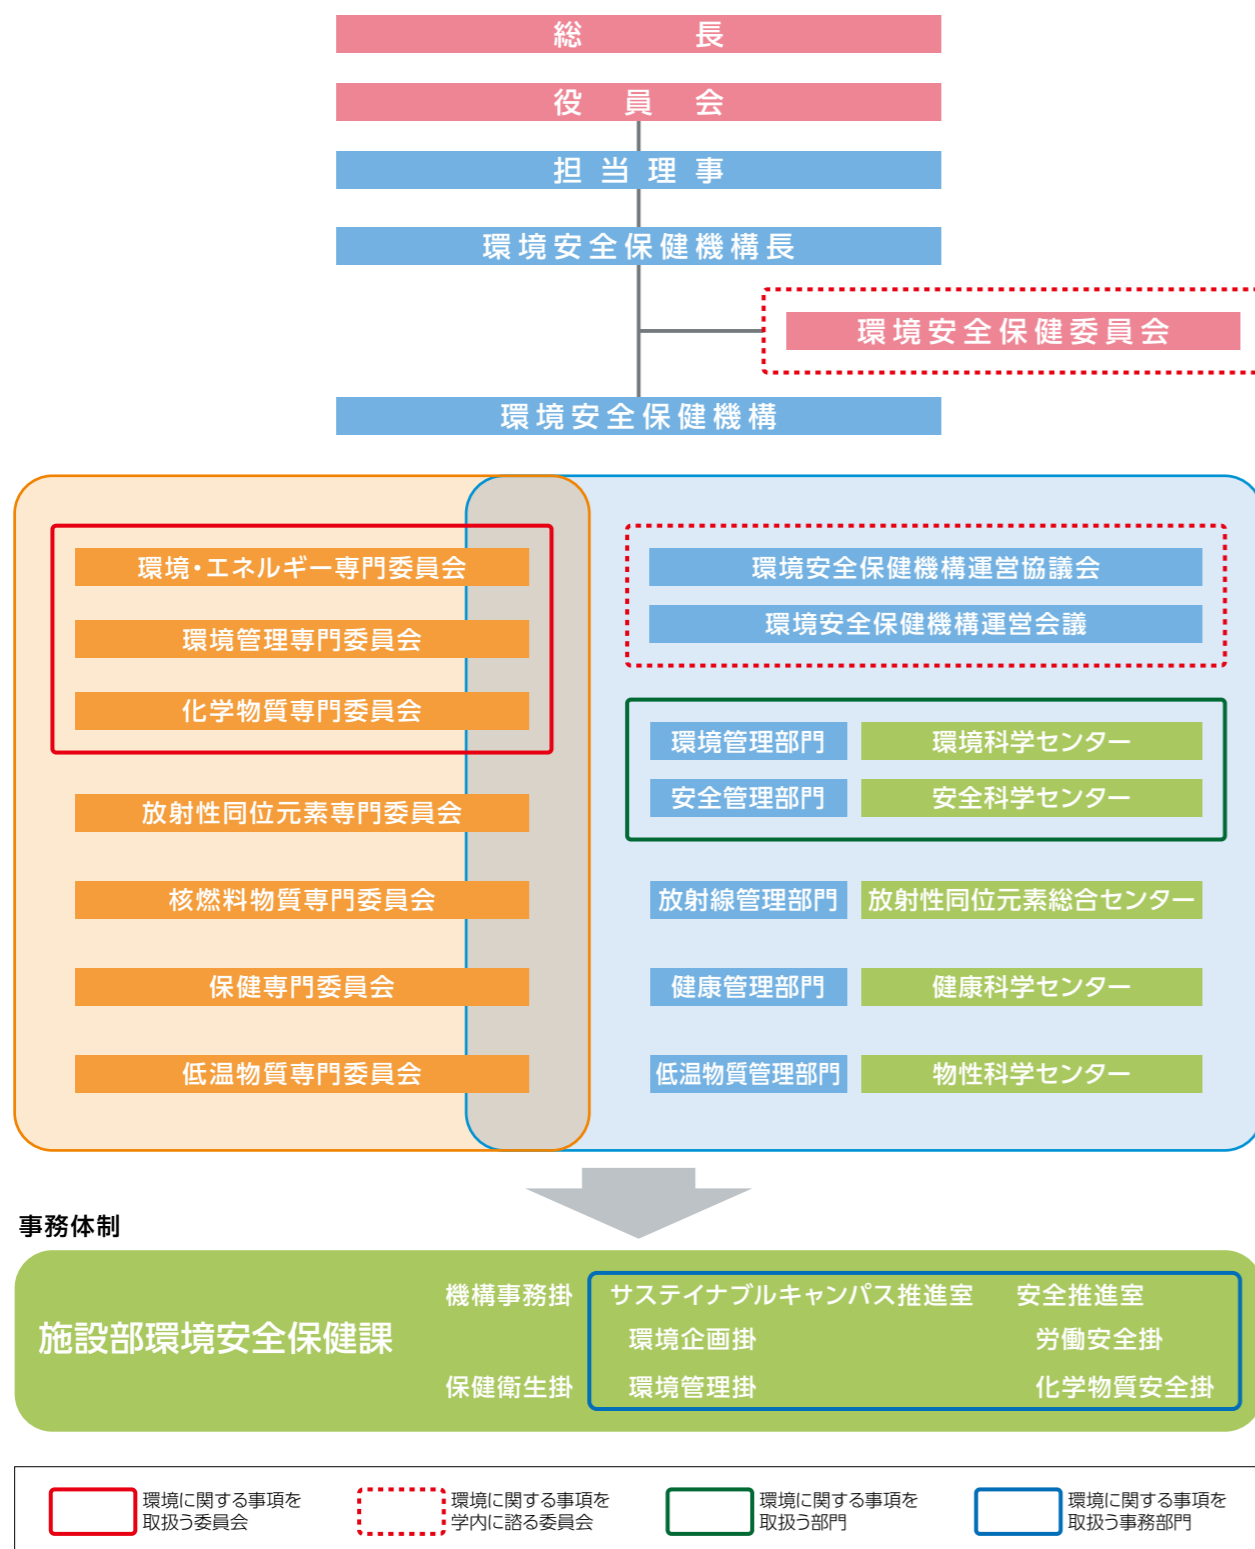 総長
役員会
担当理事
環境安全保健機構長
環境安全保健委員会
環境安全保健機構
環境・エネルギー専門委員会
環境管理専門委員会
化学物質専門委員会
放射性同位元素専門委員会
核燃料物質専門委員会
保健専門委員会
低温物質専門委員会
環境安全保健機構運営協議会
環境安全保健機構運営会議
環境管理部門 環境科学センター
安全管理部門 安全科学センター
放射線管理部門 放射性同位元素総合センター
健康管理部門 健康科学センター
低温物質管理部門 物性科学センター
事務体制
施設部環境安全保健課
機構事務掛
保健衛生掛
サステイナブルキャンパス推進室
環境企画掛
環境管理掛
安全推進室
労働安全掛
化学物質安全掛
環境に関する事項を
取扱う委員会
環境に関する事項を
学内に諮る委員会
環境に関する事項を
取扱う部門
環境に関する事項を
取扱う事務部門